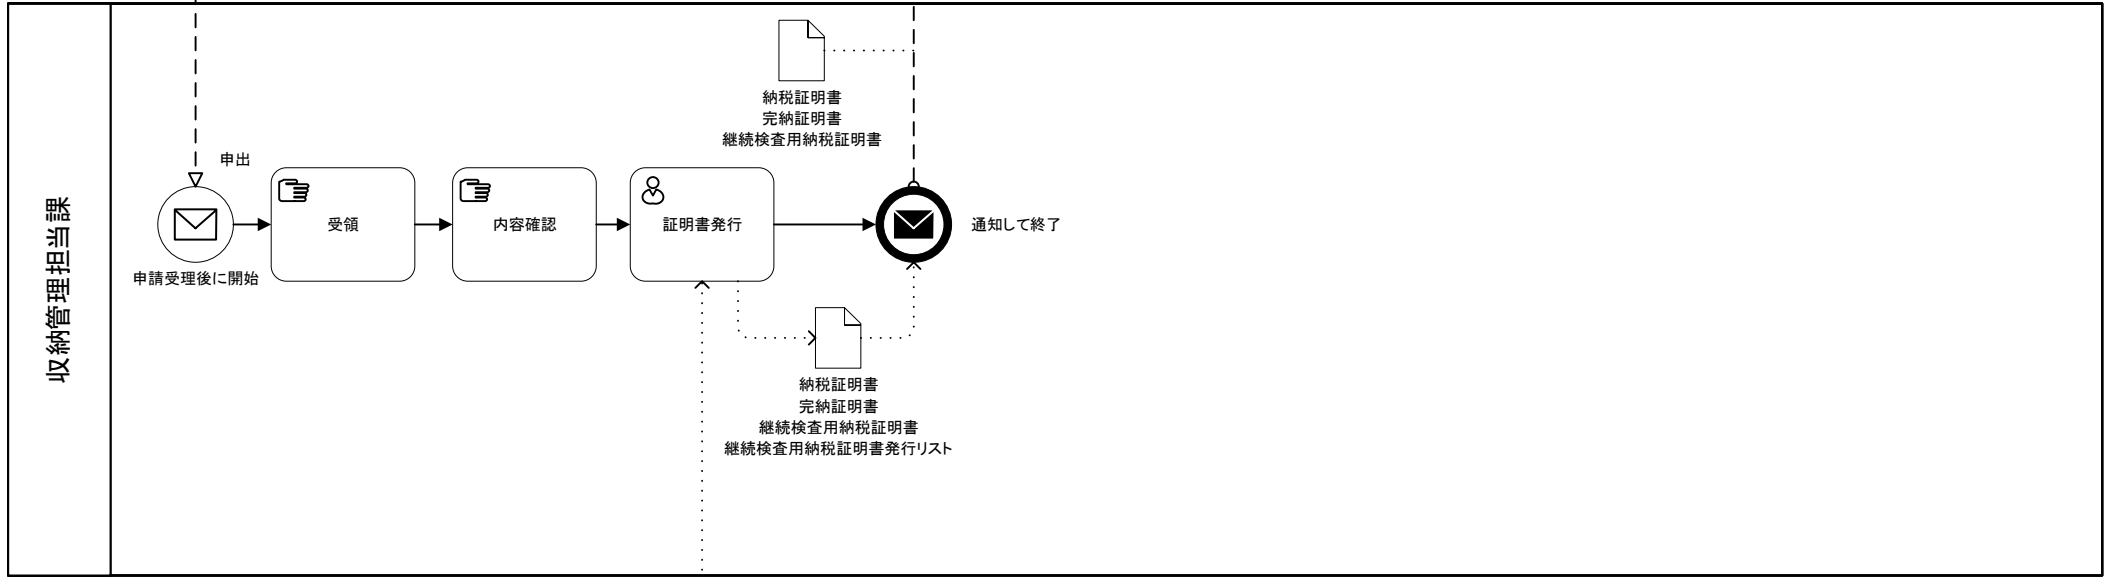 収納管理担当課
納税証明書
完納証明書
継続検査用納税証明書
申出
受領
内容確認
証明書発行
通知して終了
申請受理後に開始
納税証明書
完納証明書
継続検査用納税証明書
継続検査用納税証明書発行リスト